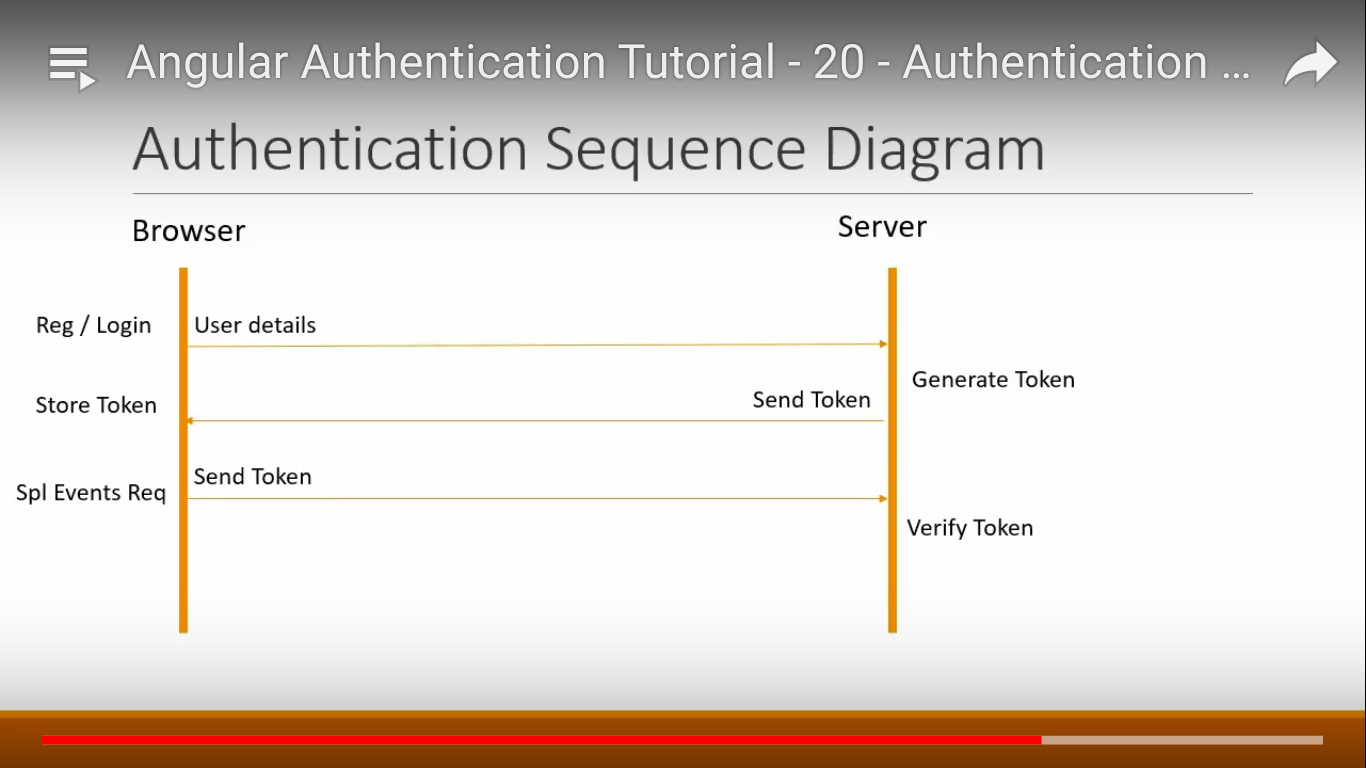 Angular Authentication Tutorial - 20 - Authentication ...
Authentication Sequence Diagram
Browser
Server
Reg / Login
User details
Generate Token
Store Token
Send Token
Send Token
Spl Events Req
Verify Token